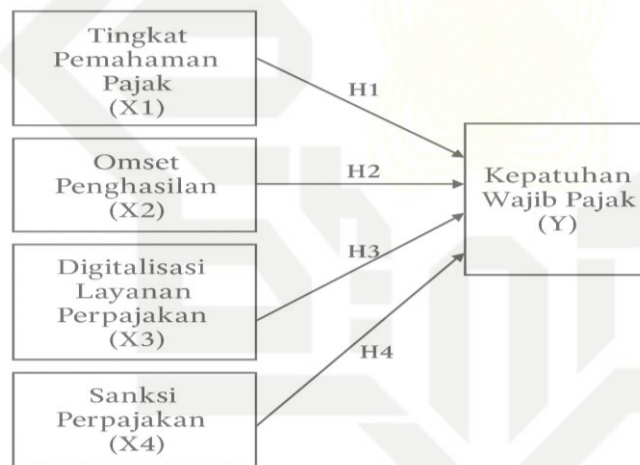 Tingkat
Pemahaman
Pajak
(X1)
H1
Omset
Penghasilan
(X2)
H2
Kepatuhan
Wajib Pajak
(Y)
Digitalisasi
Layanan
Perpajakan
(X3)
H3
Sanksi
Perpajakan
(X4)
H4